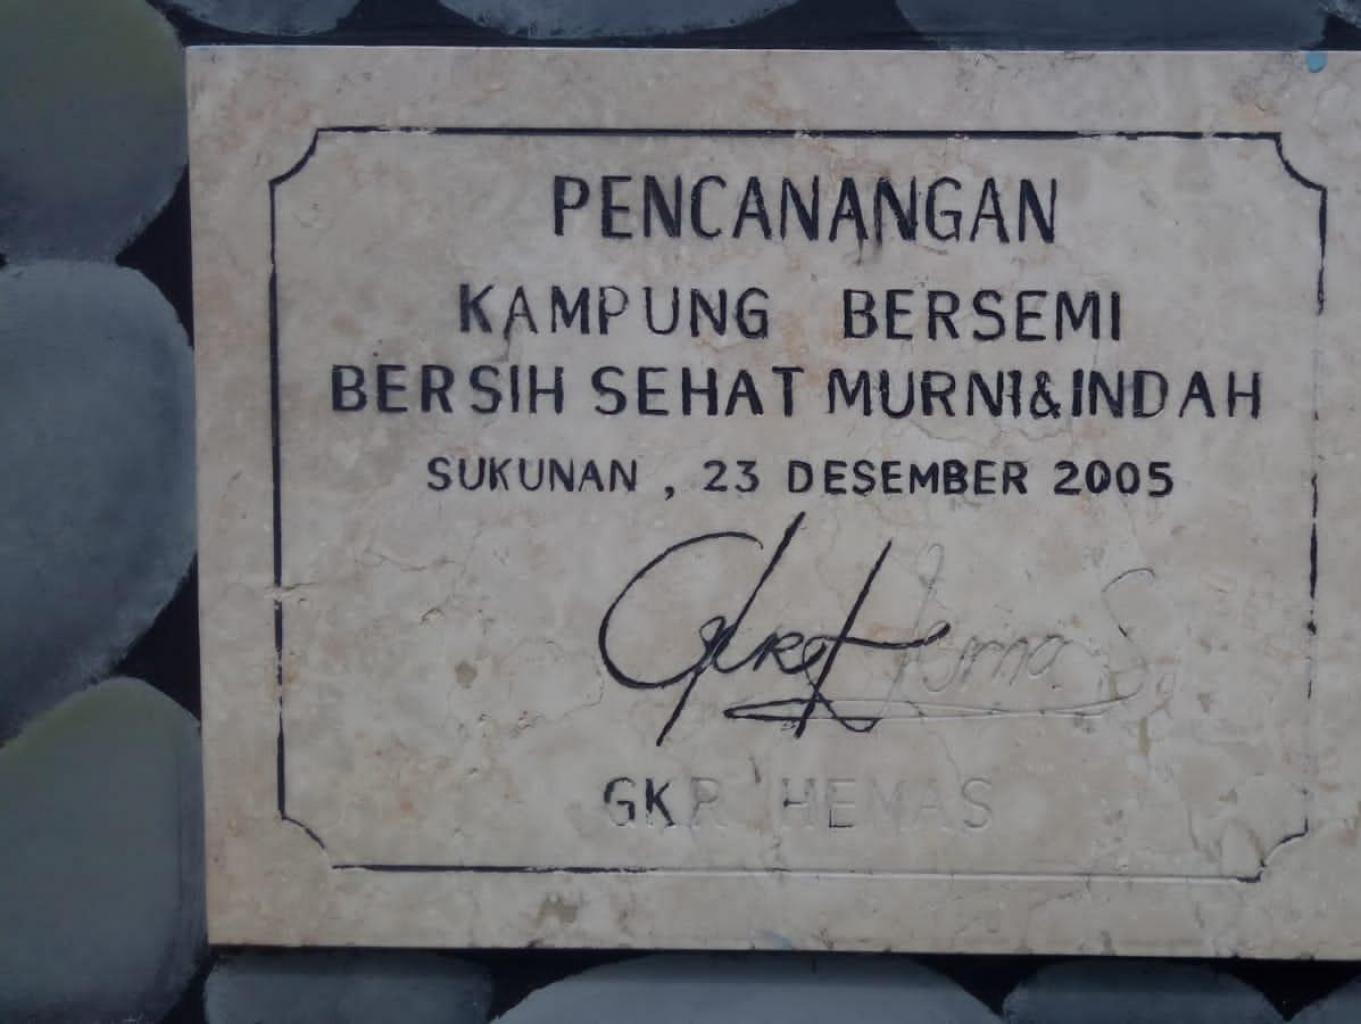 PENCANANGAN
KAMPUNG BERSEMI
BERSIH SEHAT MURNI & INDAH
SUKUNAN, 23 DESEMBER 2005
GKR HEMAS